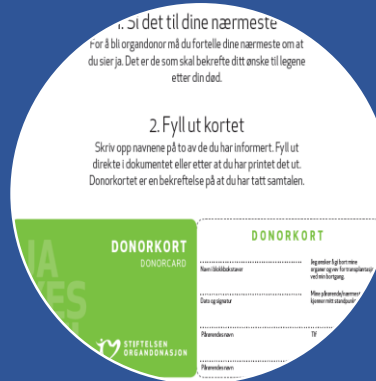 1. Si det til dine nærmeste
For å bli organdonor må du fortelle dine nærmeste om at
du sier ja. Det er de som skal bekrefte ditt ønske til legene
etter din død.
2. Fyll ut kortet
Skriv opp navnene på to av de du har informert. Fyll ut
direkte i dokumentet eller etter at du har printet det ut.
Donorkortet er en bekreftelse på at du har tatt samtalen.
DONORKORT
DONORCARD
STIFTELSEN
ORGANDONASJON
DONORKORT
Navn i blokkbokstaver
Jeg ønsker å gi bort mine
organer og vev for transplantasjon
ved min bortgang.
Dato og signatur
Mine pårørende/nærmeste
kjenner mitt standpunkt
Pårørendes navn
Tlf
Pårørendes navn